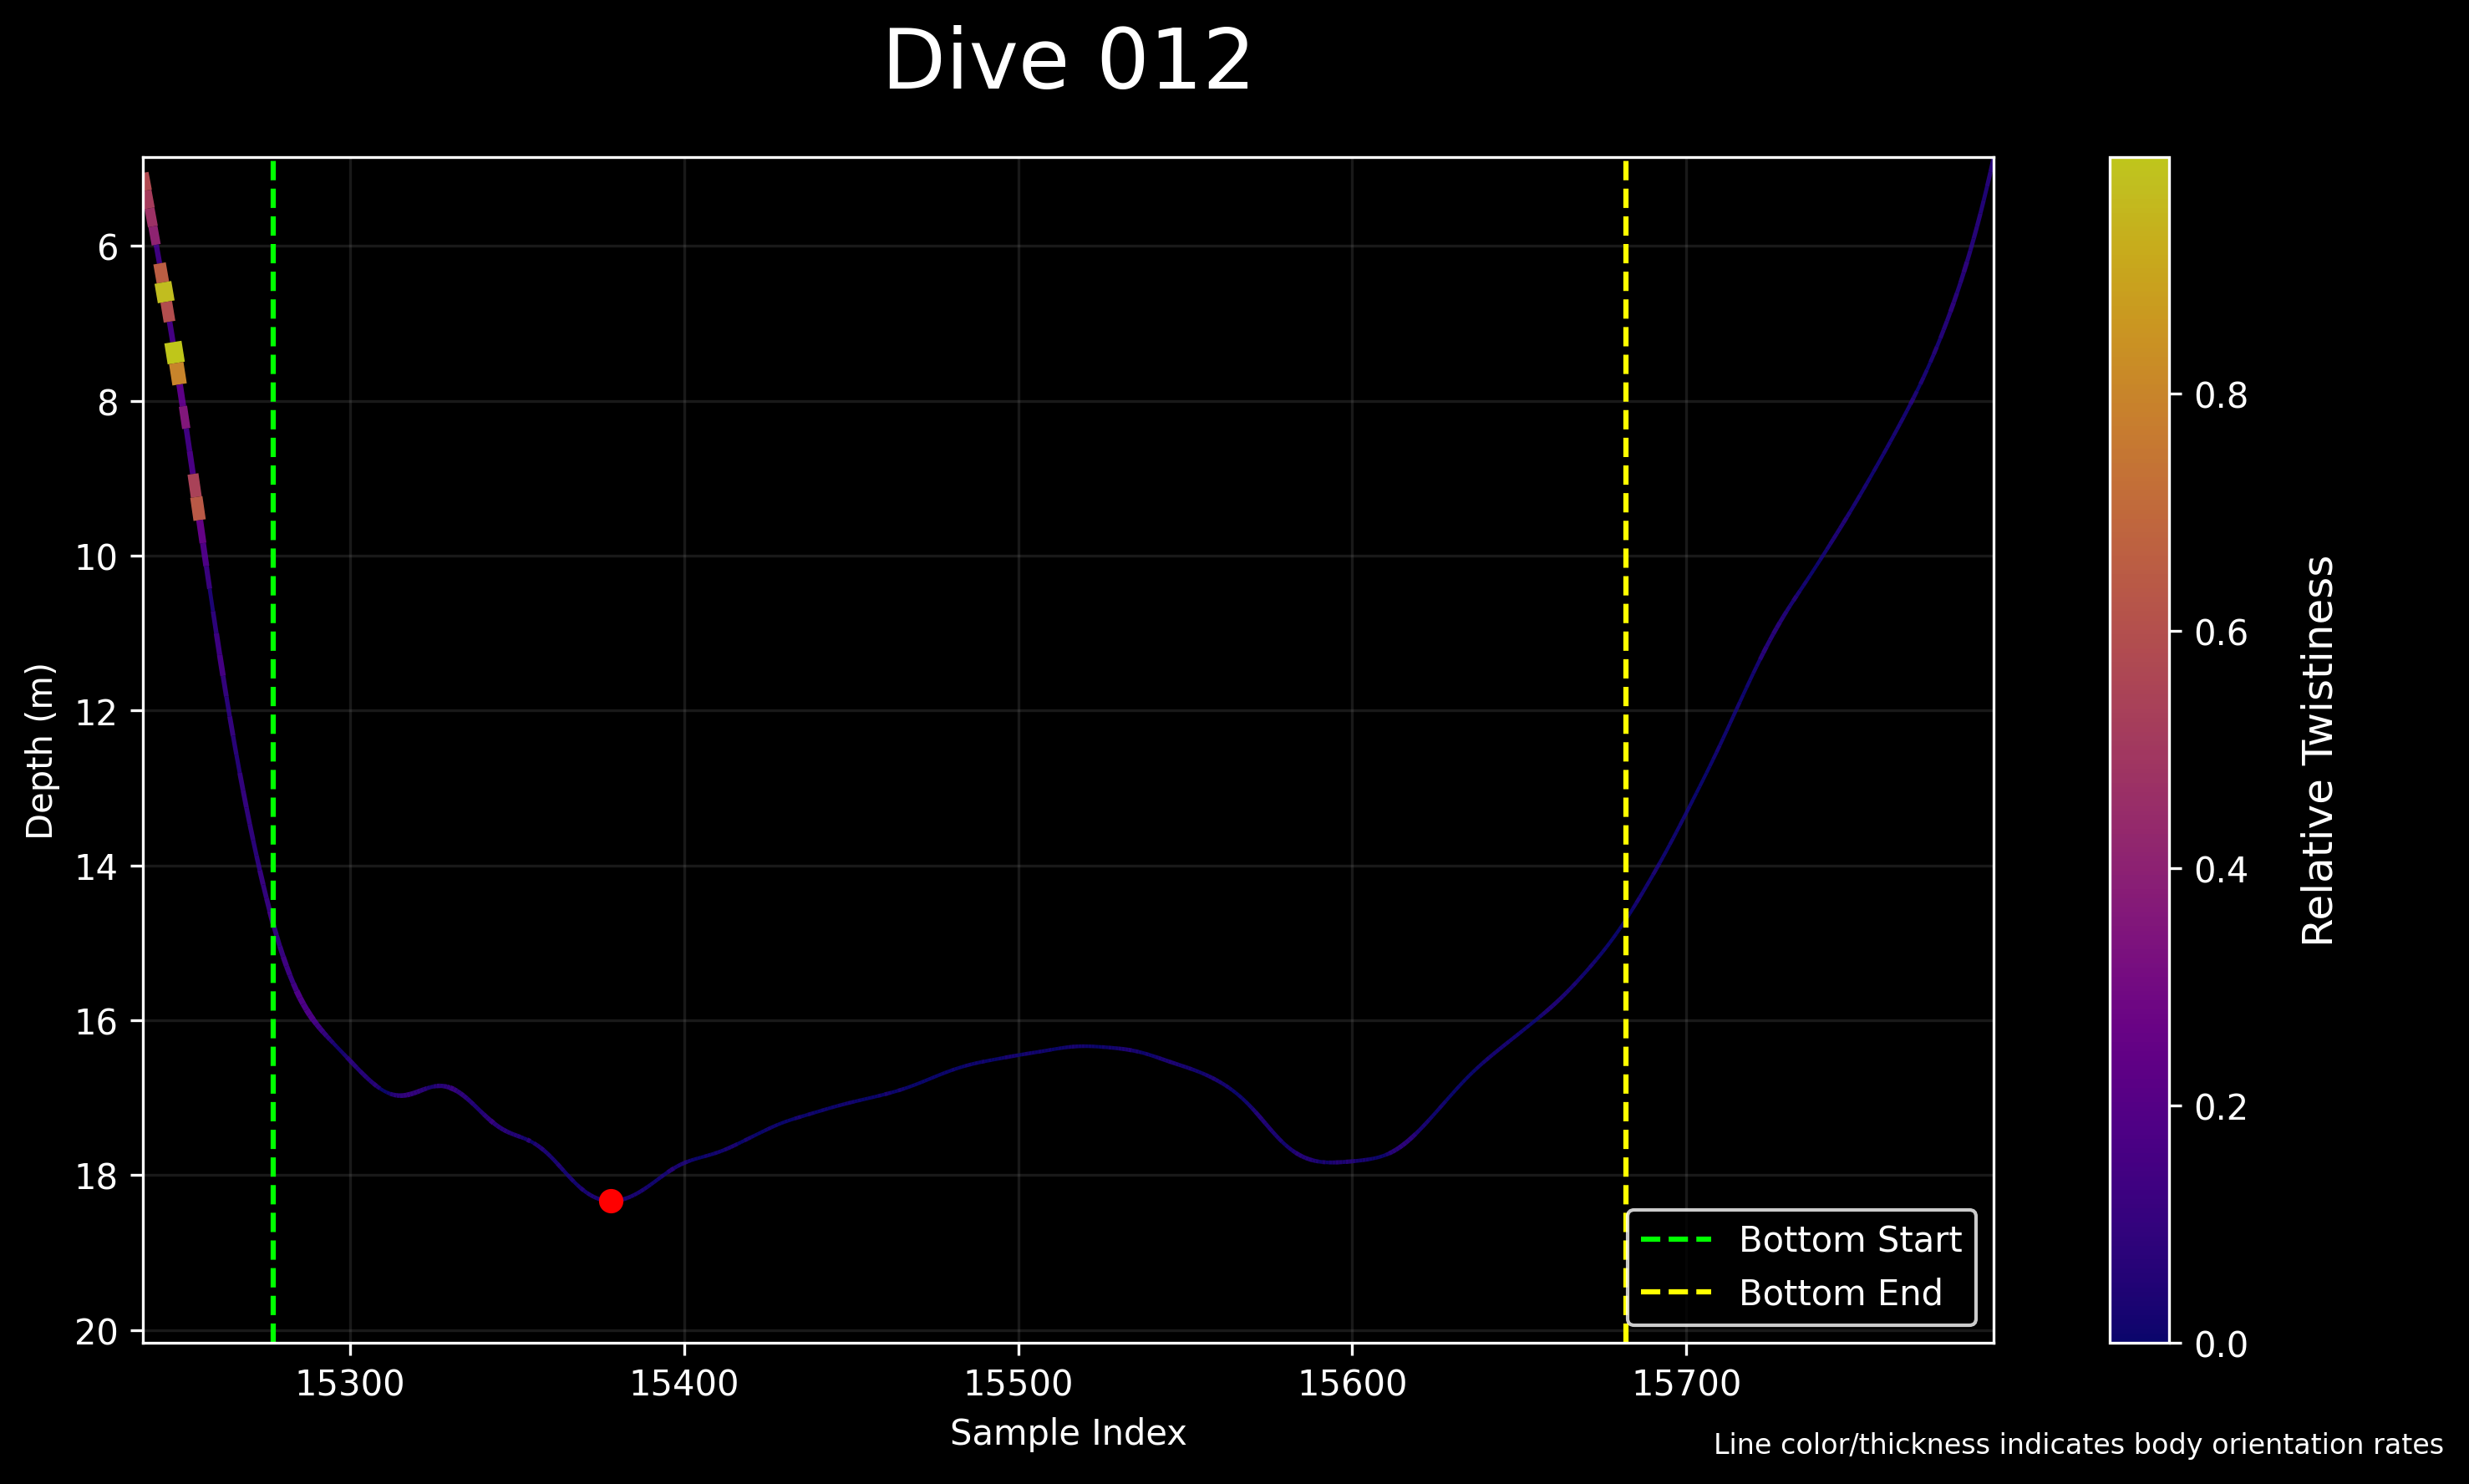 Dive 012
Depth (m)
6
8
10
12
14
16
18
20
15300
15400
15500
15600
15700
Sample Index
Bottom Start
Bottom End
0.8
0.6
0.4
0.2
0.0
Relative Twistiness
Line color/thickness indicates body orientation rates